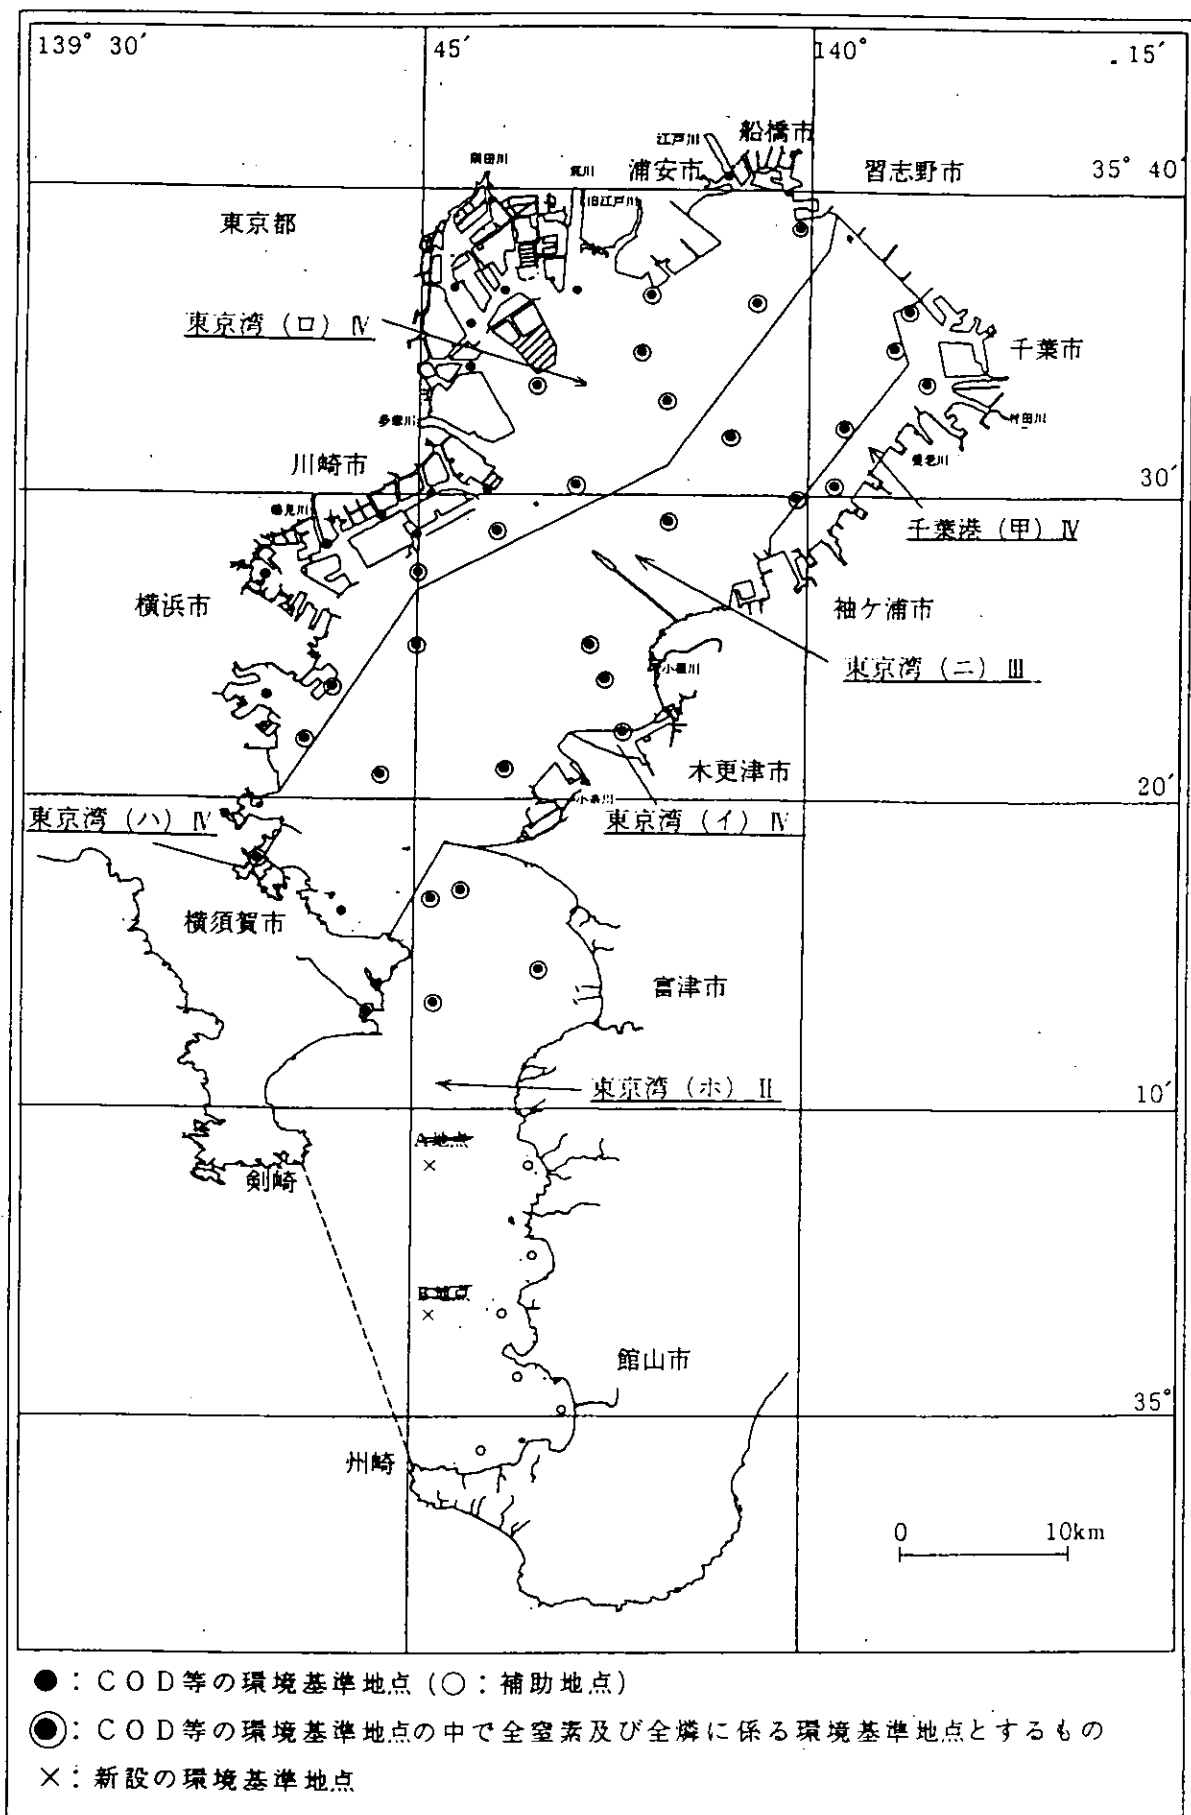 139° 30′
45′
140°
15′
江戸川
船橋市
浦安市
習志野市
35° 40′
旧江戸川
東京都
東京湾（ロ）Ⅳ
千葉市
多摩川
村田川
川崎市
養老川
30′
鶴見川
千葉港（甲）Ⅳ
横浜市
袖ケ浦市
小櫃川
東京湾（ニ）Ⅲ
木更津市
20′
東京湾（ハ）Ⅳ
東京湾（イ）Ⅳ
横須賀市
富津市
東京湾（ホ）Ⅱ
10′
A地点
剣崎
B地点
館山市
35°
州崎
0
10km
●：ＣＯＤ等の環境基準地点（○：補助地点）
◉：ＣＯＤ等の環境基準地点の中で全窒素及び全燐に係る環境基準地点とするもの
×：新設の環境基準地点